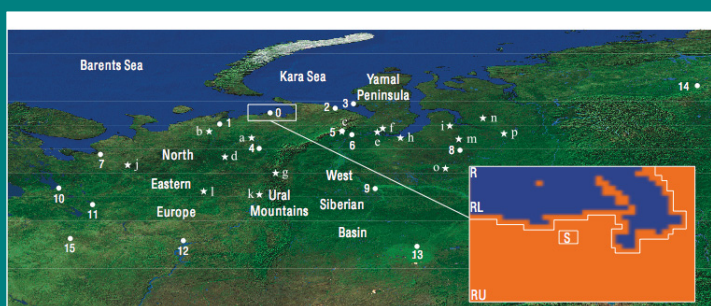 Barents Sea
Kara Sea
Yamal
Peninsula
14
2
3
0
1
b
c
5
6
f
e
h
i
n
m
p
8
o
a
4
North
d
7
j
g
West
Eastern
l
k
Ural
Mountains
9
Siberian
10
11
Europe
Basin
15
12
13
R
RL
S
RU